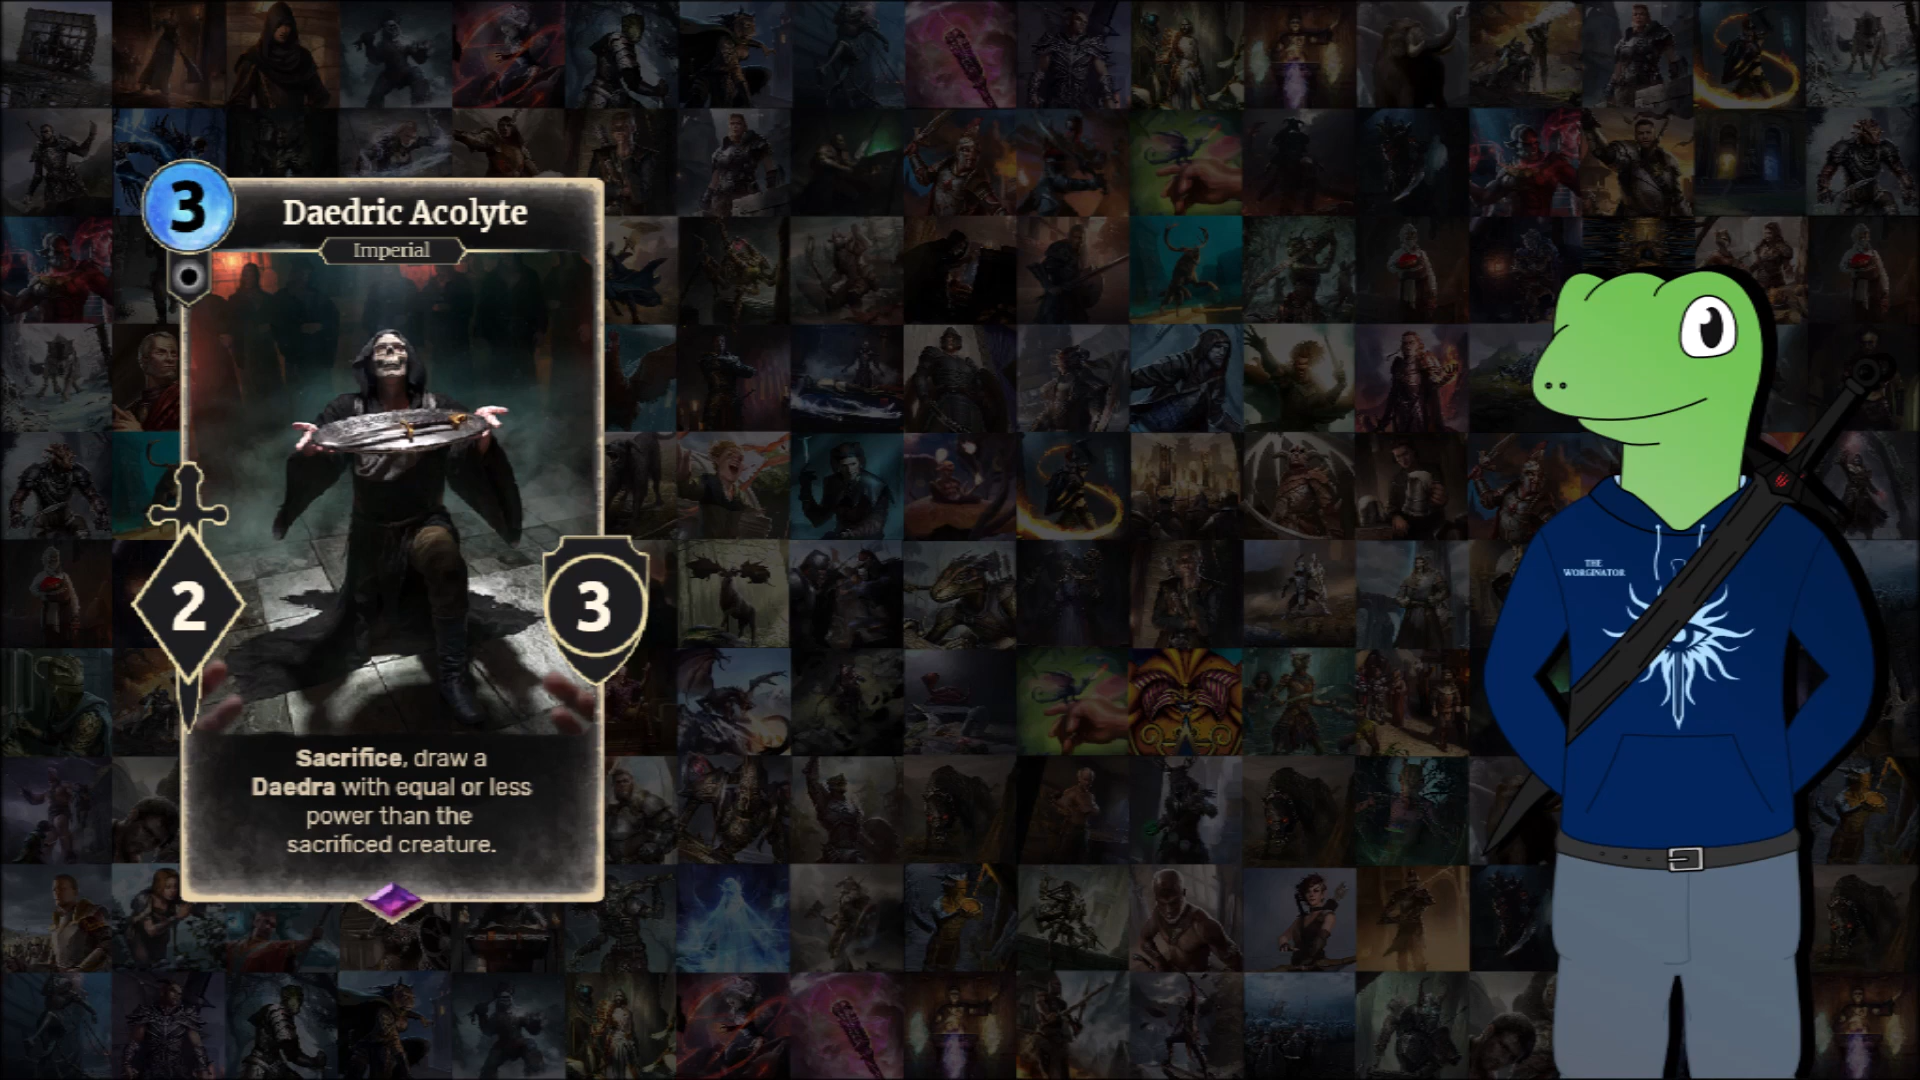 3
Daedric Acolyte
Imperial
2
3
Sacrifice, draw a
Daedra with equal or less
power than the
sacrificed creature.
THE
WORGINATOR